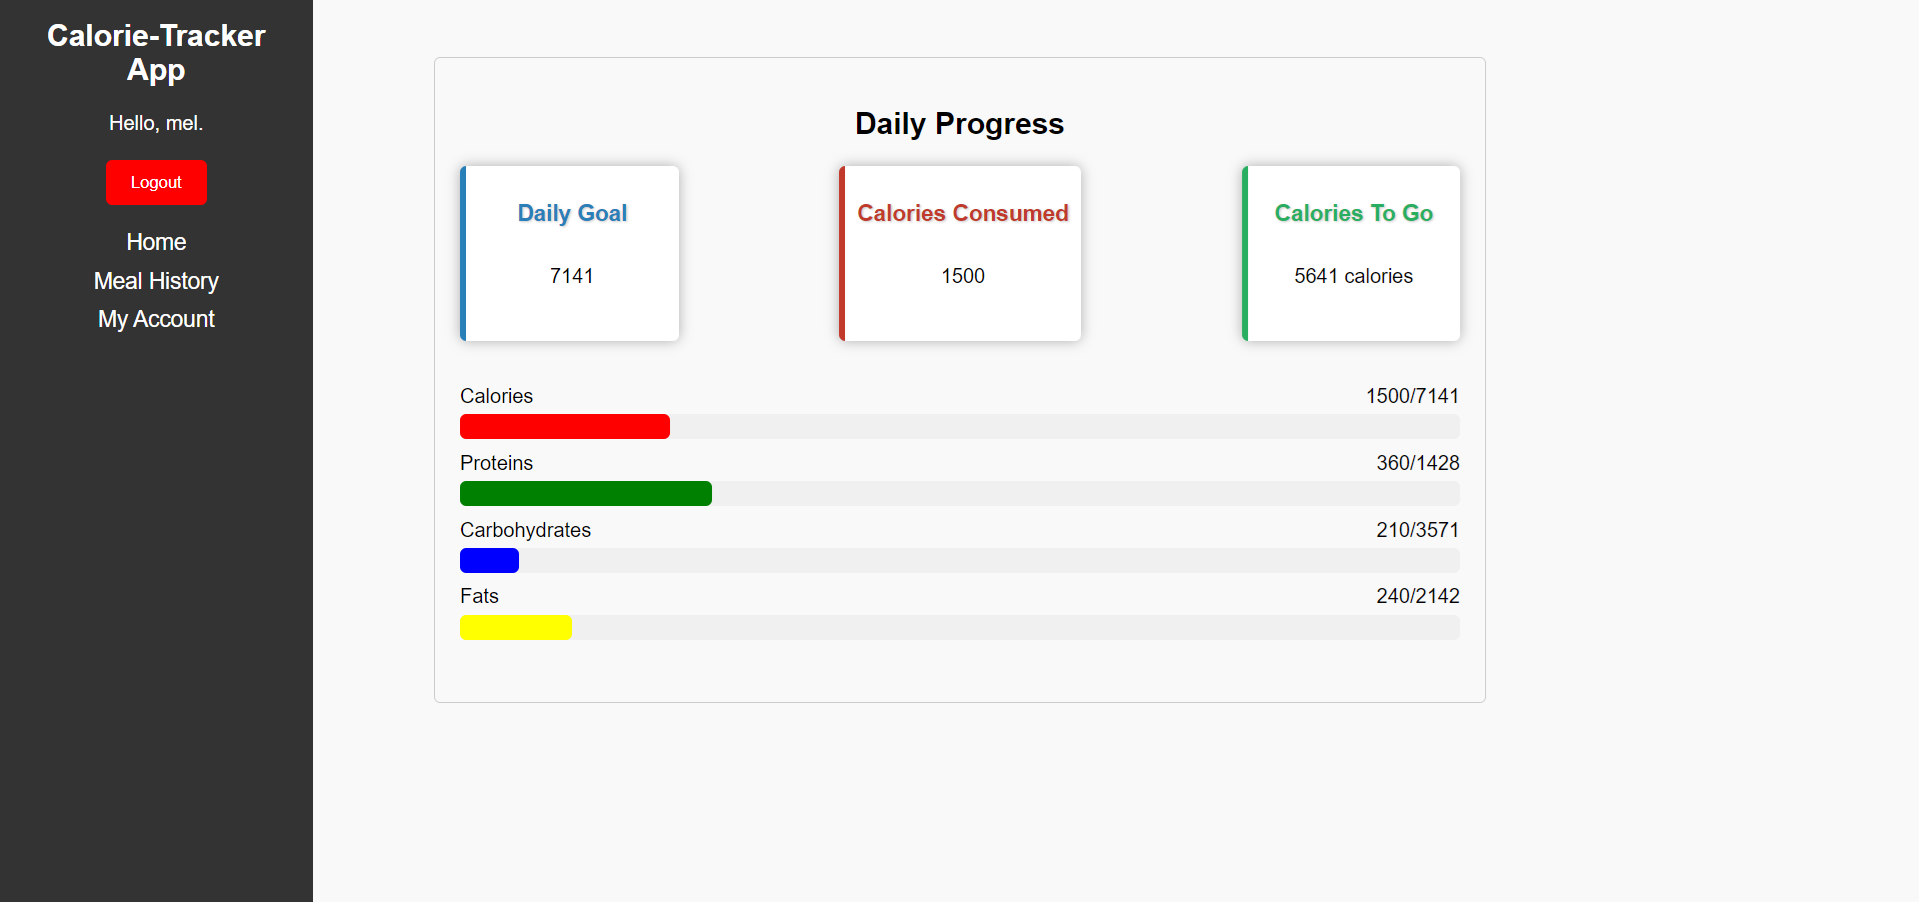 Calorie-Tracker
App
Hello, mel.
Logout
Home
Meal History
My Account
Daily Progress
Daily Goal
7141
Calories Consumed
1500
Calories To Go
5641 calories
Calories 1500/7141
Proteins 360/1428
Carbohydrates 210/3571
Fats 240/2142